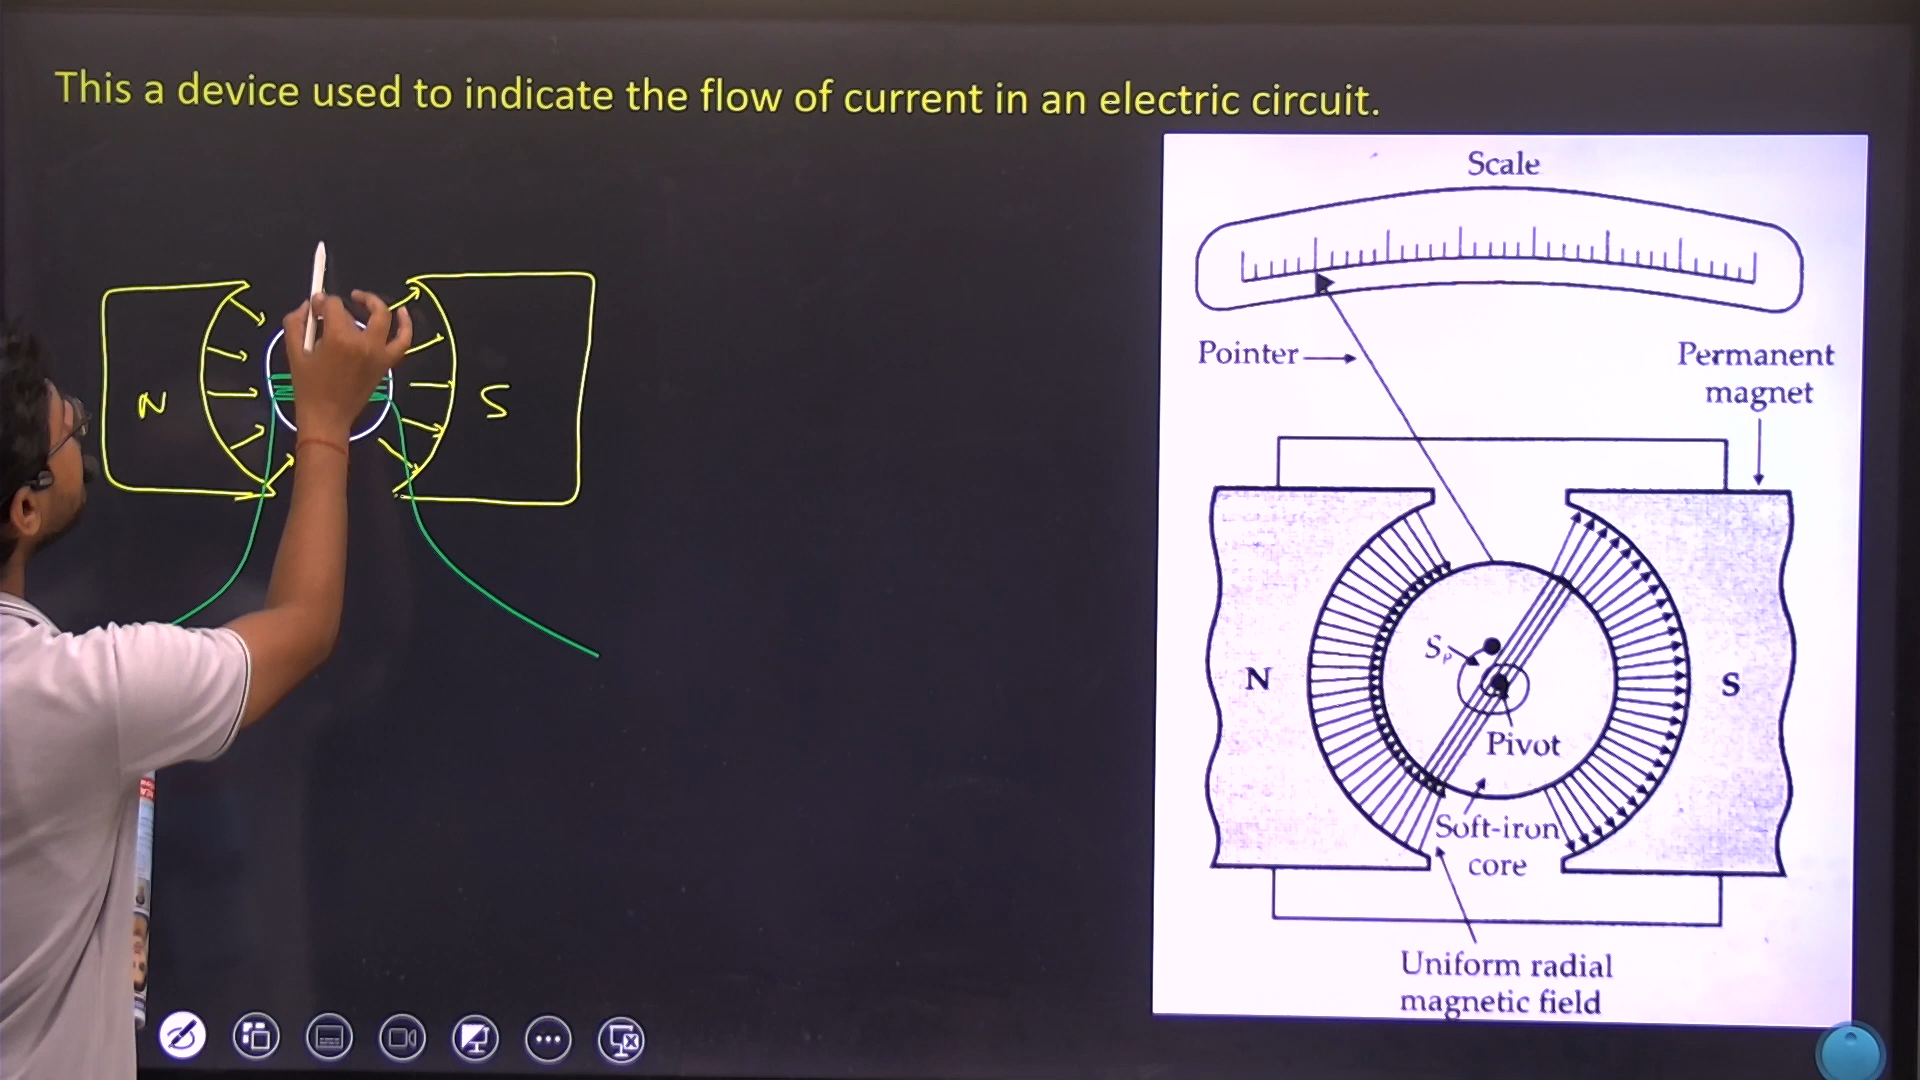 This a device used to indicate the flow of current in an electric circuit.
N
S
Scale
Pointer
Permanent
magnet
N
S
Sp
Pivot
Soft-iron
core
Uniform radial
magnetic field